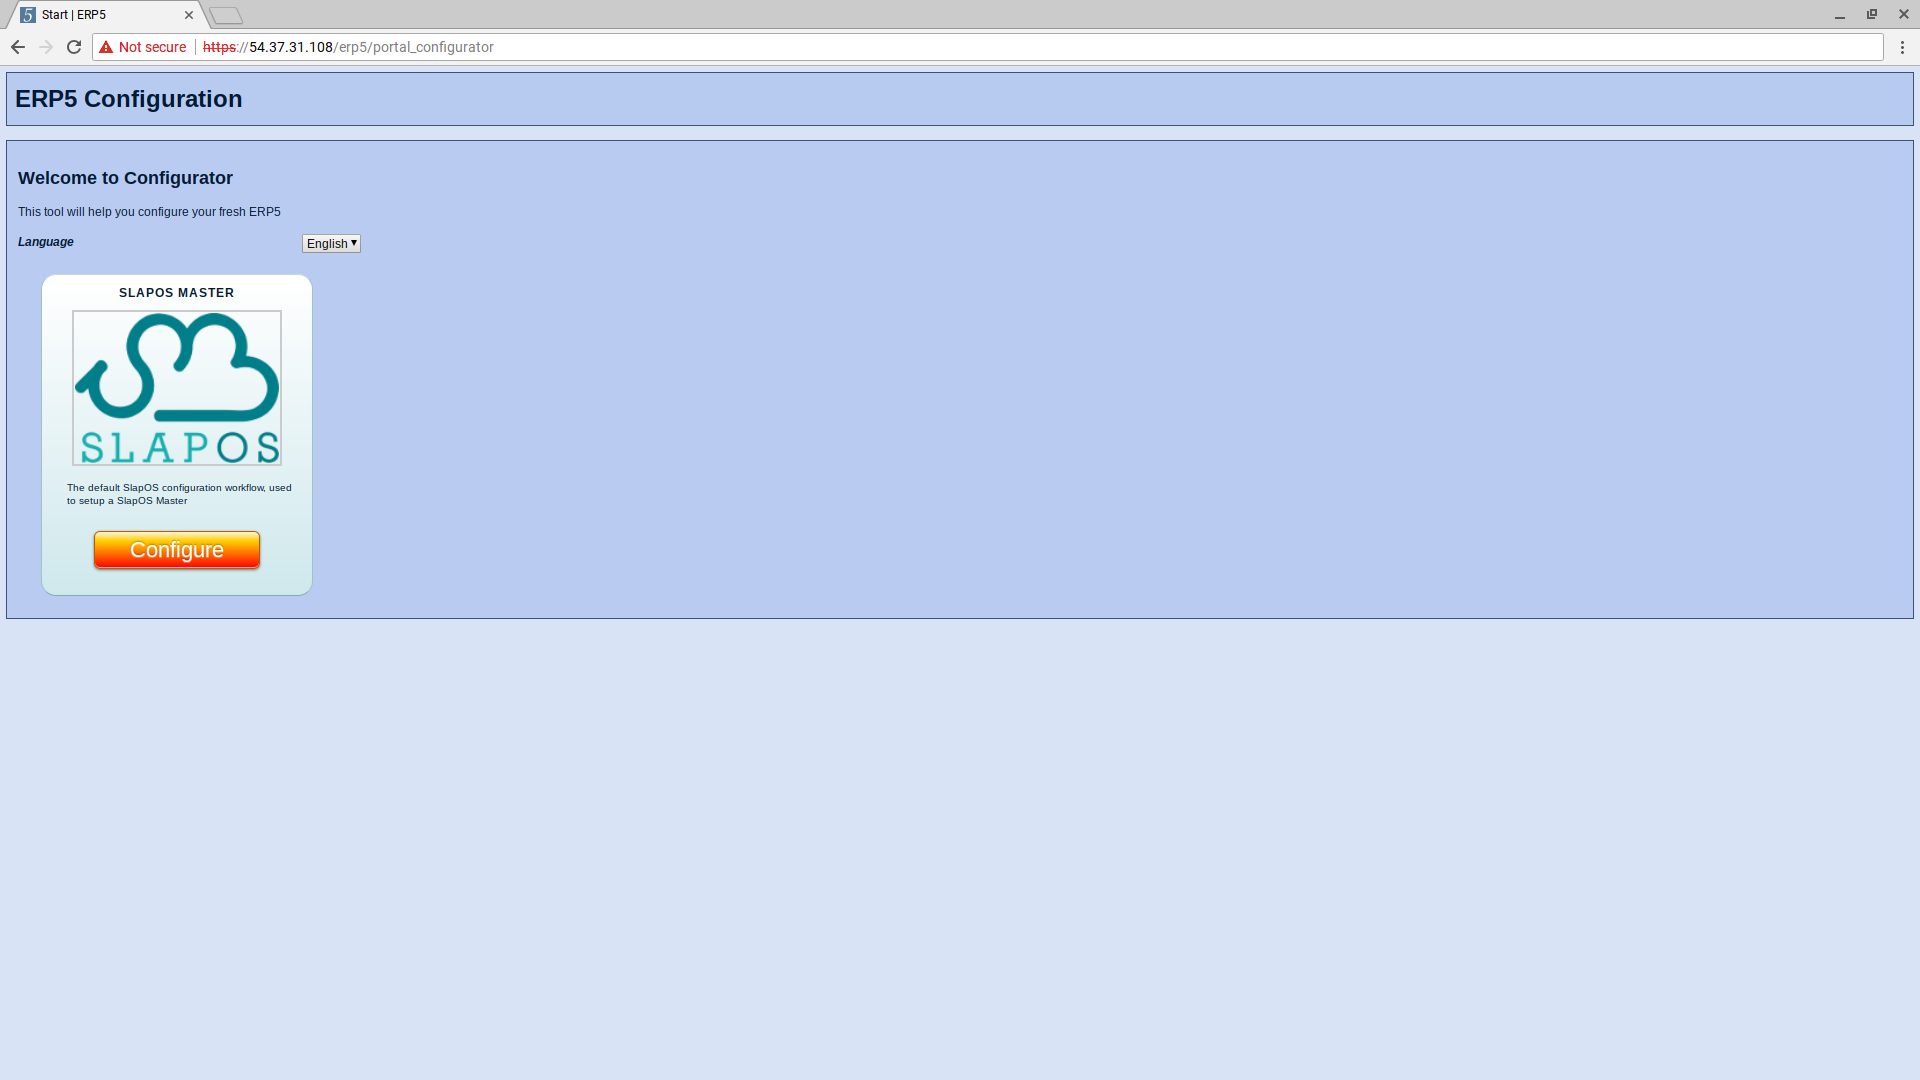 Start | ERP5
Not secure https://54.37.31.108/erp5/portal_configurator
ERP5 Configuration
Welcome to Configurator
This tool will help you configure your fresh ERP5
Language English
SLAPOS MASTER
SLAPOS
The default SlapOS configuration workflow, used
to setup a SlapOS Master
Configure